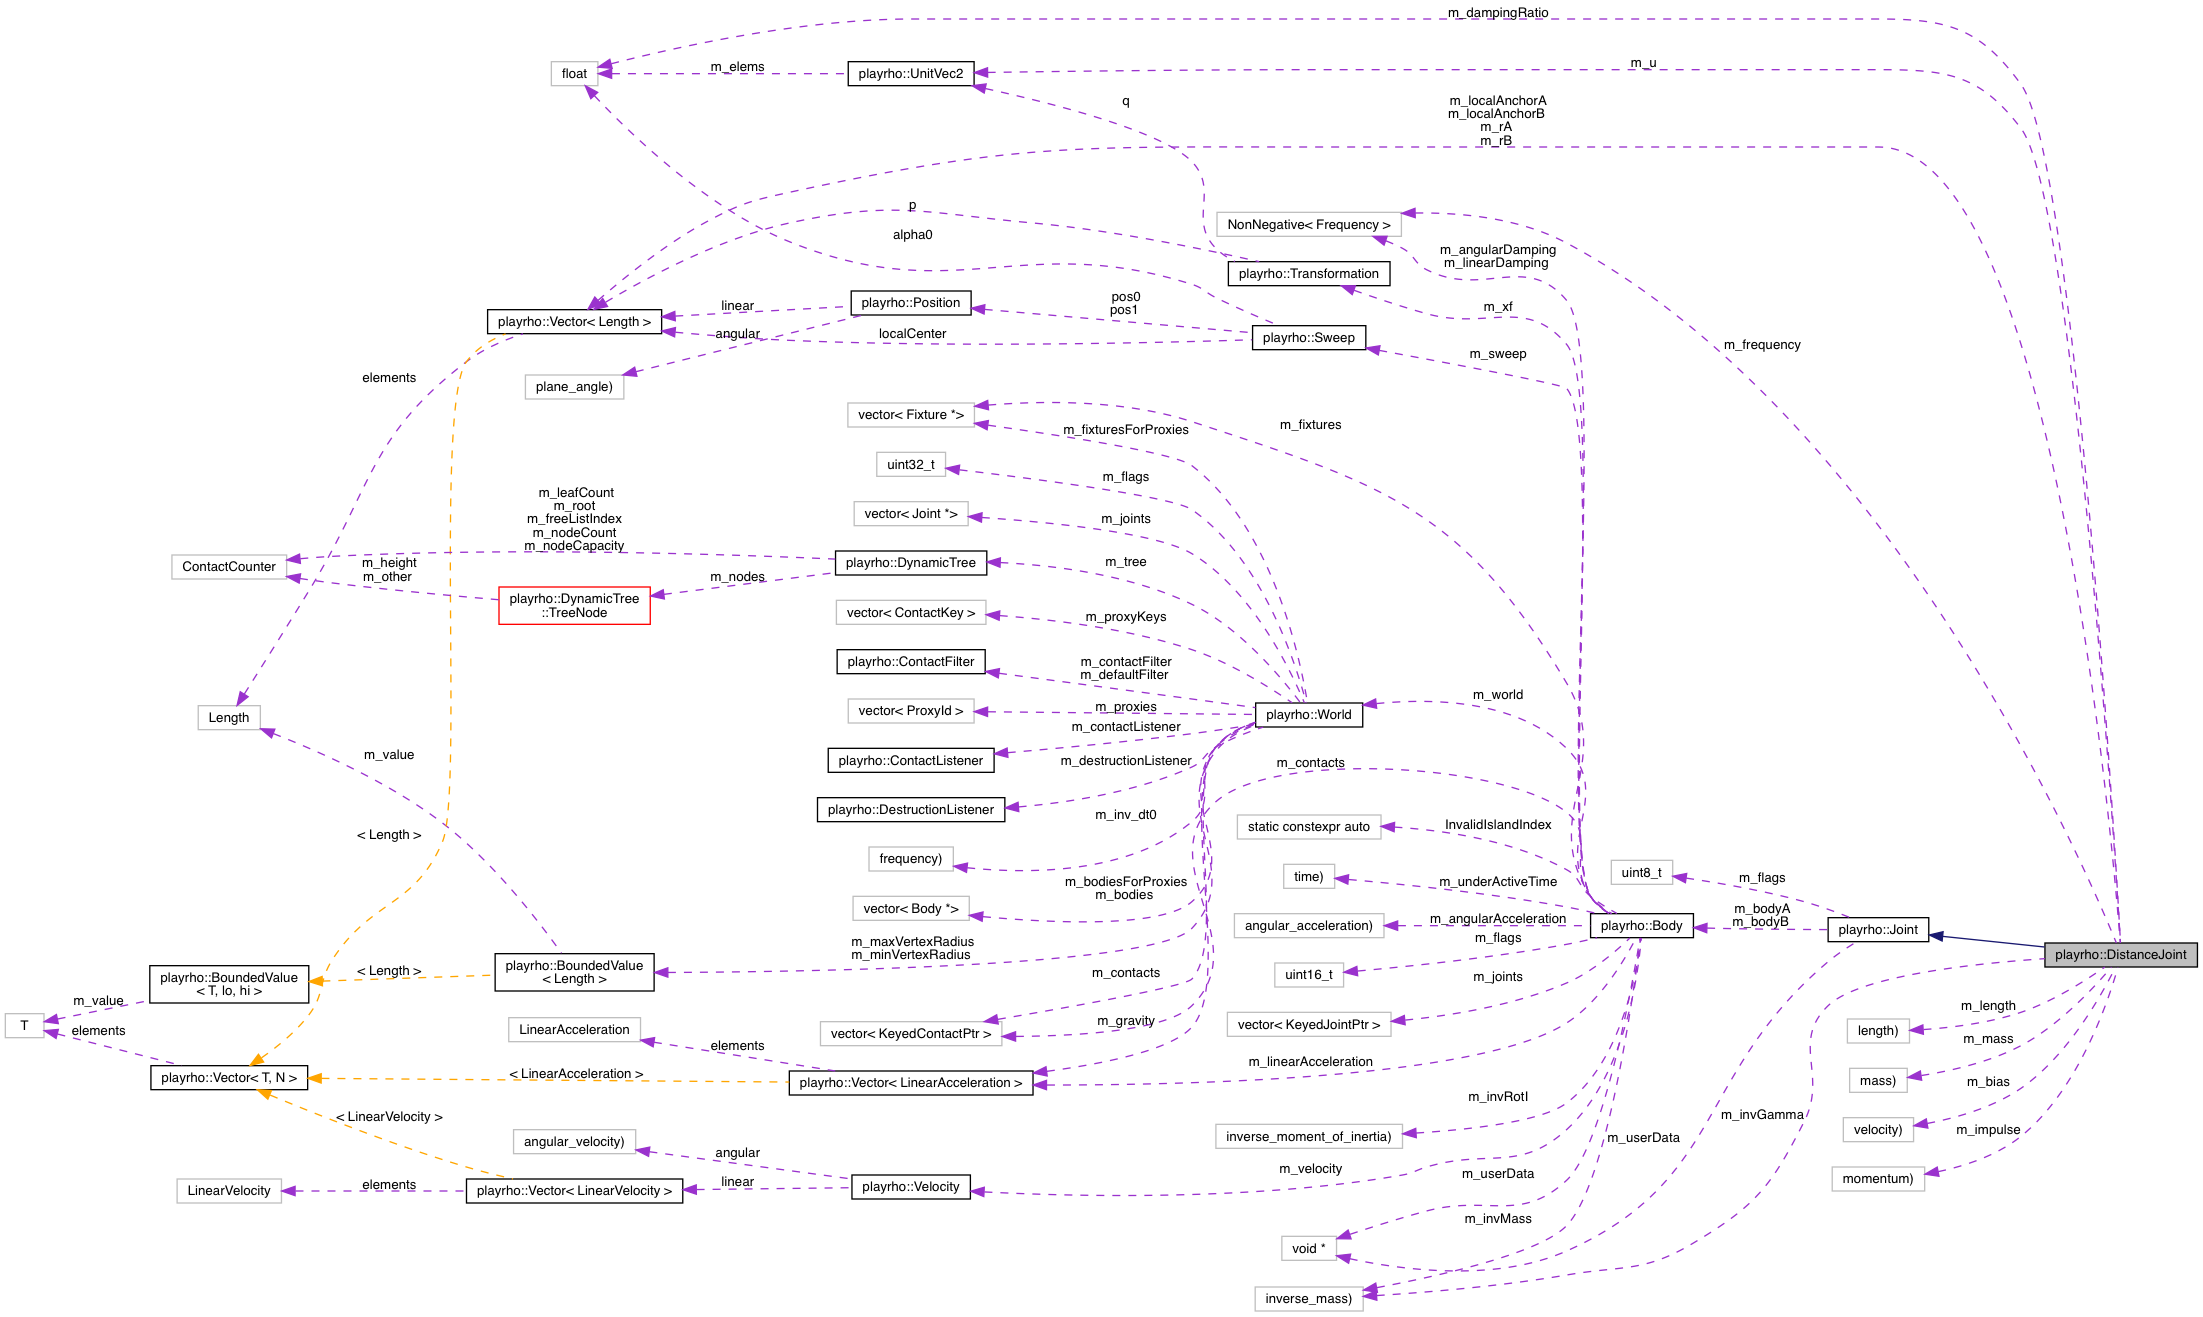 m_dampingRatio
float
m_elems
playrho::UnitVec2
m_u
q
m_localAnchorA
m_localAnchorB
m_rA
m_rB
p
alpha0
NonNegative< Frequency >
m_angularDamping
m_linearDamping
playrho::Transformation
m_xf
playrho::Vector< Length >
linear
playrho::Position
pos0
pos1
angular
localCenter
playrho::Sweep
m_sweep
m_frequency
elements
plane_angle)
vector< Fixture *>
m_fixturesForProxies
m_fixtures
uint32_t
m_flags
vector< Joint *>
m_joints
m_leafCount
m_root
m_freeListIndex
m_nodeCount
m_nodeCapacity
ContactCounter
m_height
m_other
playrho::DynamicTree
::TreeNode
m_nodes
playrho::DynamicTree
m_tree
vector< ContactKey >
m_proxyKeys
playrho::ContactFilter
m_contactFilter
m_defaultFilter
Length
vector< ProxyId >
m_proxies
playrho::World
m_world
m_value
playrho::ContactListener
m_contactListener
m_destructionListener
m_contacts
playrho::DestructionListener
m_inv_dt0
static constexpr auto
InvalidIslandIndex
< Length >
frequency)
time)
m_underActiveTime
uint8_t
m_flags
vector< Body *>
m_bodiesForProxies
m_bodies
angular_acceleration)
m_angularAcceleration
playrho::Body
m_bodyA
m_bodyB
playrho::Joint
m_flags
playrho::DistanceJoint
m_maxVertexRadius
m_minVertexRadius
playrho::BoundedValue
< T, lo, hi >
< Length >
playrho::BoundedValue
< Length >
uint16_t
m_joints
m_contacts
m_value
T
elements
LinearAcceleration
vector< KeyedContactPtr >
m_gravity
vector< KeyedJointPtr >
m_length
length)
m_mass
elements
m_linearAcceleration
playrho::Vector< T, N >
< LinearAcceleration >
playrho::Vector< LinearAcceleration >
mass)
m_bias
m_invRotI
m_invGamma
< LinearVelocity >
angular_velocity)
inverse_moment_of_inertia)
m_userData
velocity)
m_impulse
angular
m_velocity
m_userData
momentum)
LinearVelocity
elements
playrho::Vector< LinearVelocity >
linear
playrho::Velocity
m_invMass
void *
inverse_mass)